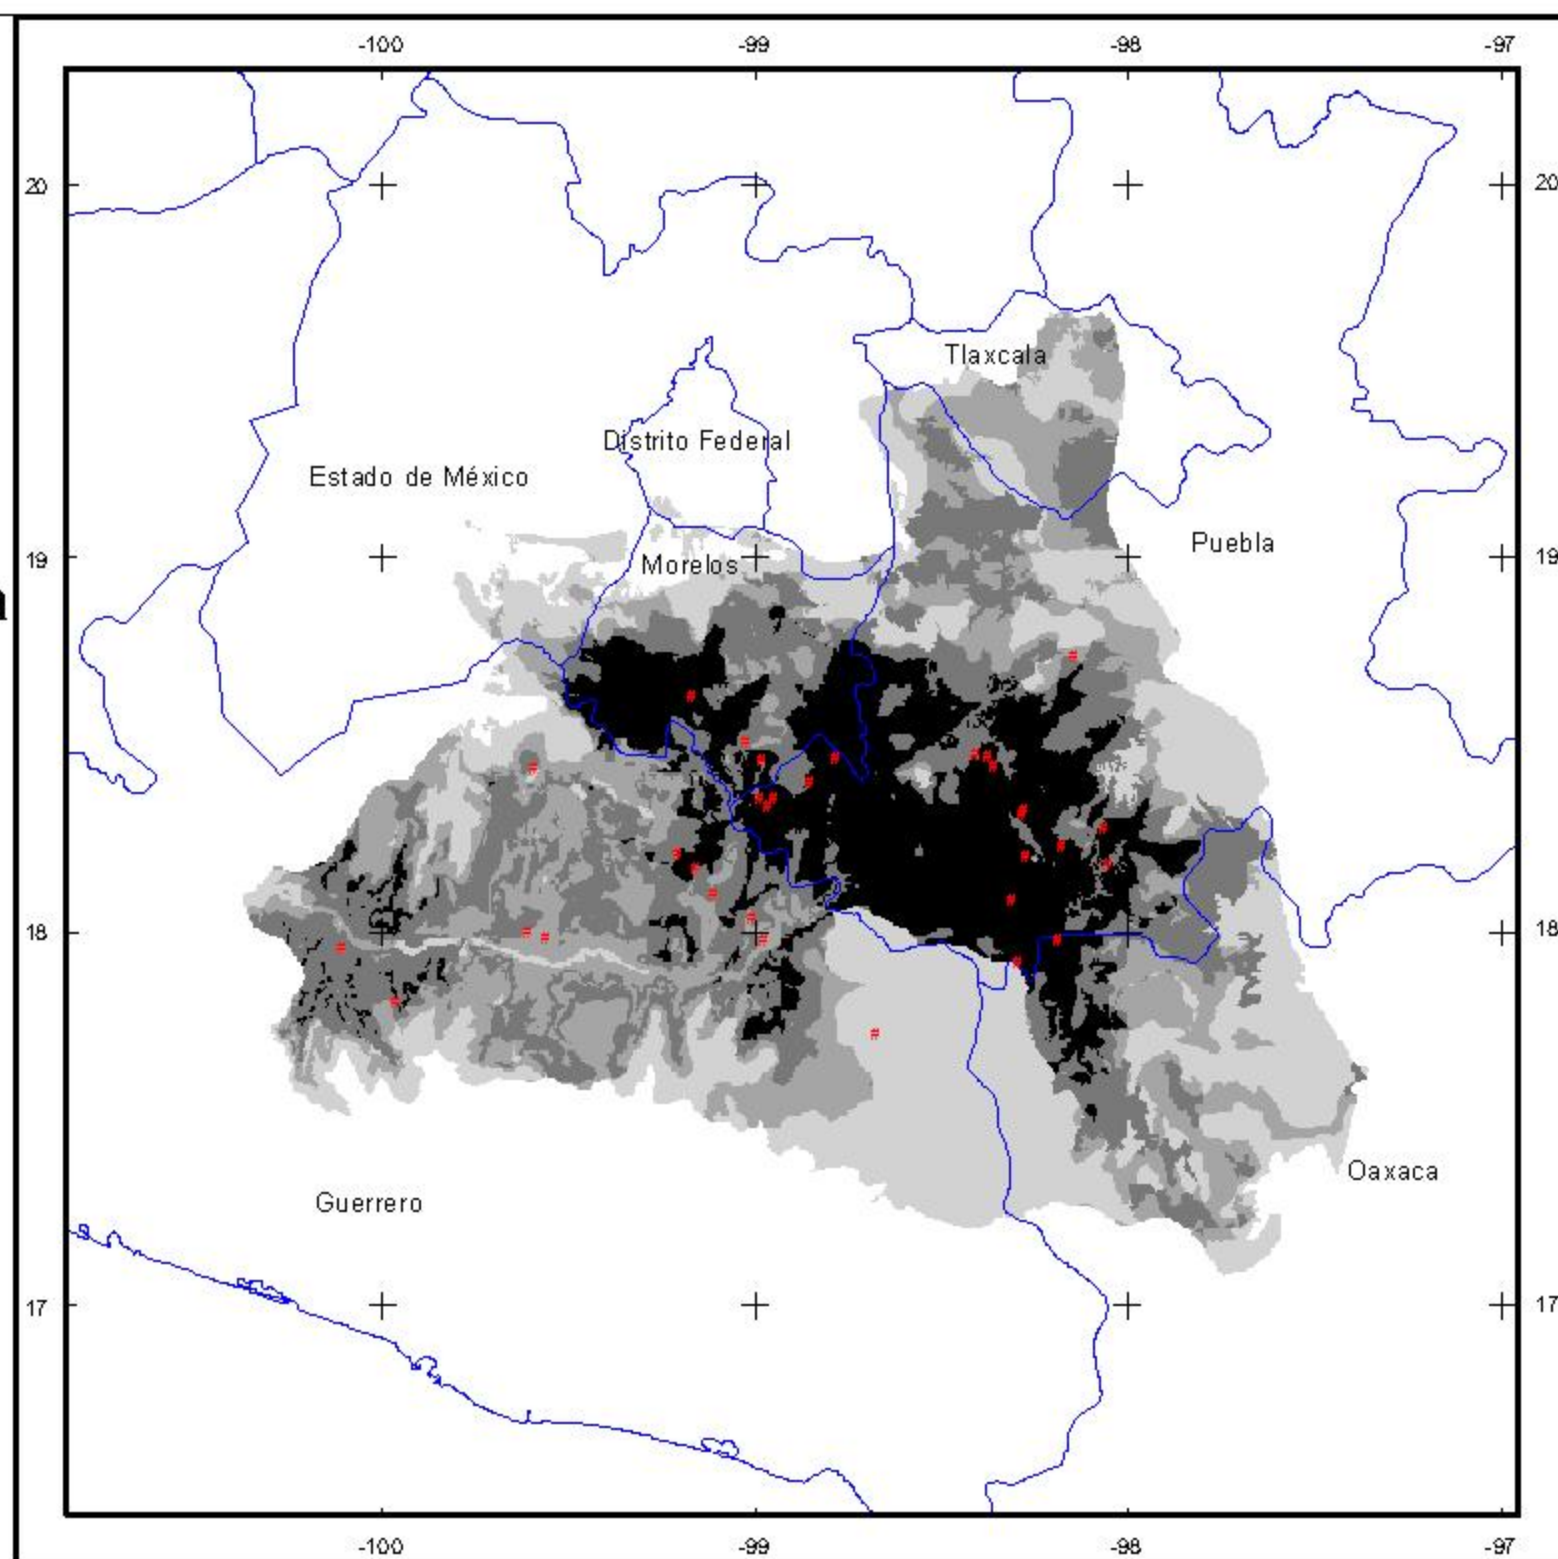 -100 -99 -98 -97
20 20
Tlaxcala
Distrito Federal
Estado de México
Puebla
19 19
Morelos
18 18
Oaxaca
Guerrero
17 17
-100 -99 -98 -97